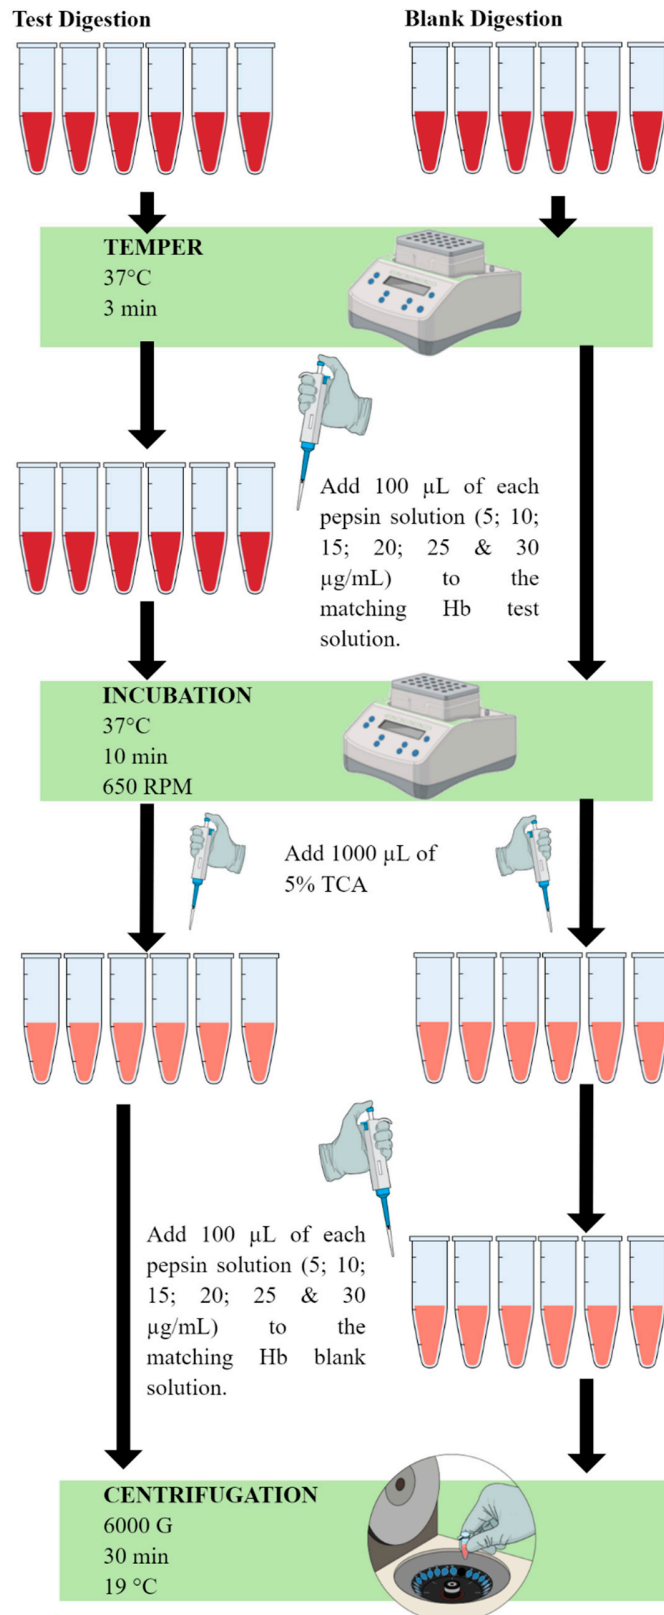 Test Digestion
Blank Digestion
TEMPER
37°C
3 min
Add 100 µL of each
pepsin solution (5; 10;
15; 20; 25 & 30
µg/mL) to the
matching Hb test
solution.
INCUBATION
37°C
10 min
650 RPM
Add 1000 µL of
5% TCA
Add 100 µL of each
pepsin solution (5; 10;
15; 20; 25 & 30
µg/mL) to the
matching Hb blank
solution.
CENTRIFUGATION
6000 G
30 min
19 °C